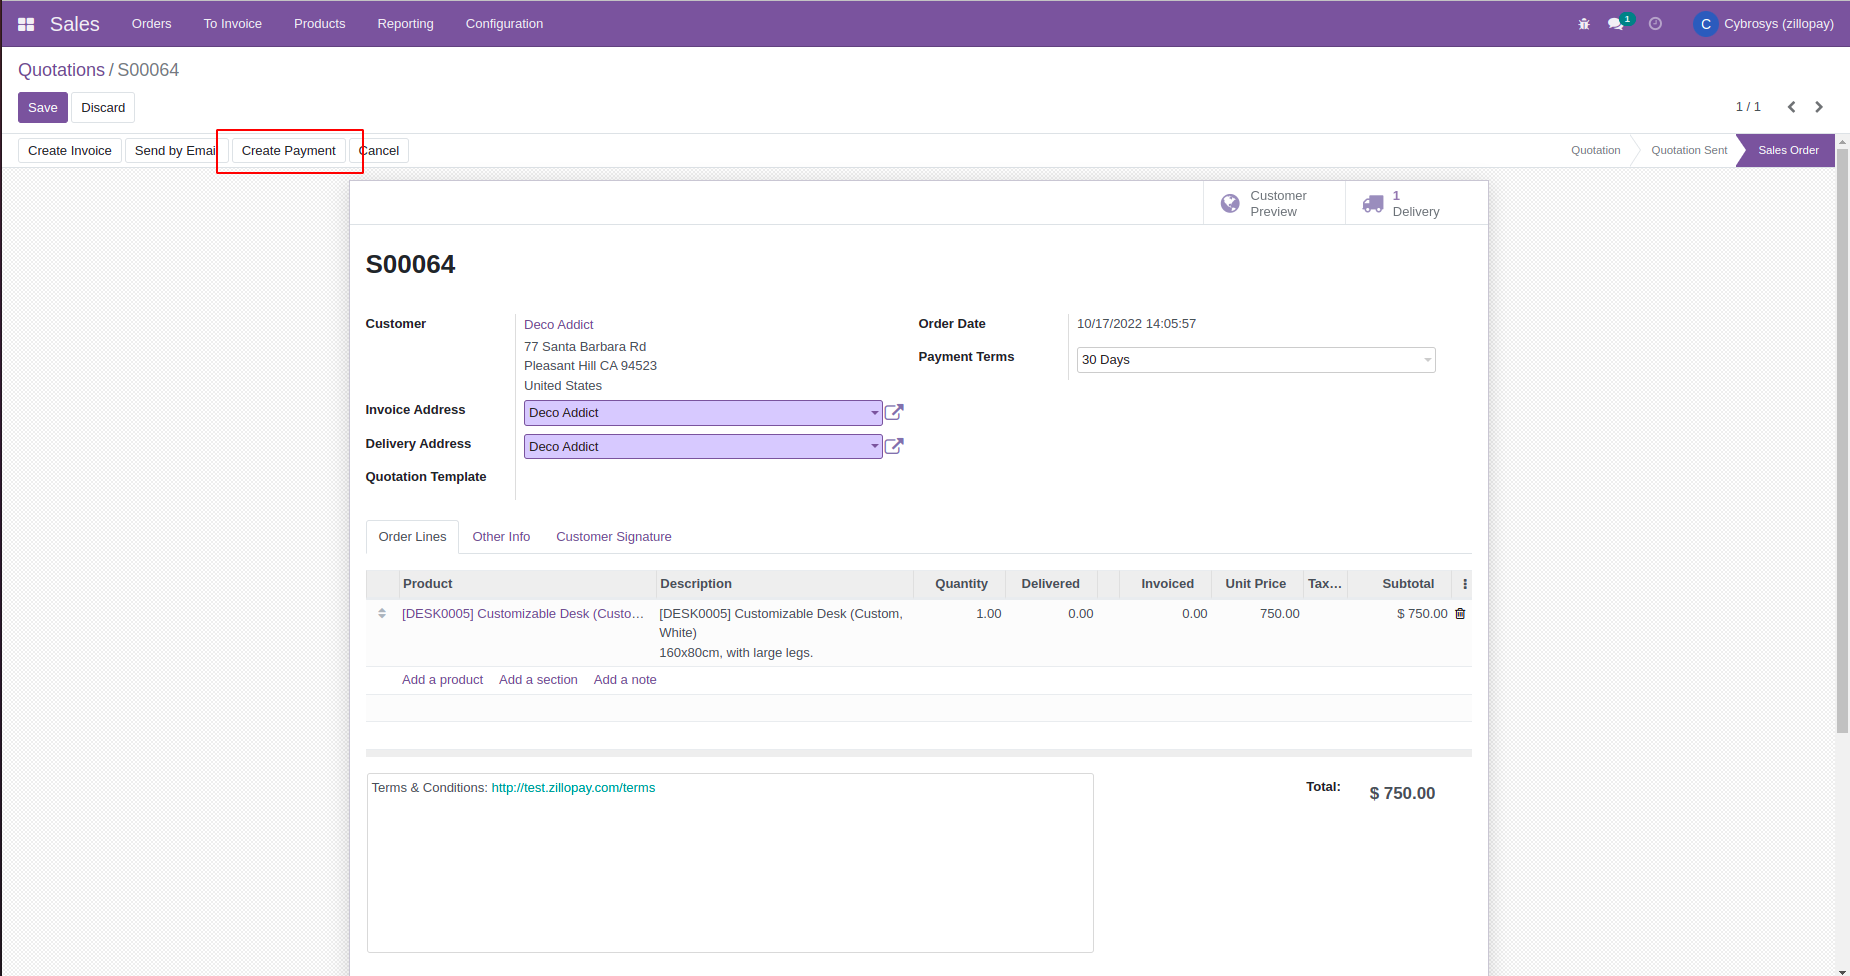 Sales Orders To Invoice Products Reporting Configuration 1 C Cybrosys (zillopay)
Quotations / S00064
Save Discard 1 / 1
Create Invoice Send by Email Create Payment Cancel Quotation Quotation Sent Sales Order
Customer Preview
1 Delivery
S00064
Customer
Deco Addict
77 Santa Barbara Rd
Pleasant Hill CA 94523
United States
Invoice Address Deco Addict
Delivery Address Deco Addict
Quotation Template
Order Date 10/17/2022 14:05:57
Payment Terms 30 Days
Order Lines Other Info Customer Signature
Product Description Quantity Delivered Invoiced Unit Price Tax... Subtotal
[DESK0005] Customizable Desk (Custo... [DESK0005] Customizable Desk (Custom, 1.00 0.00 0.00 750.00 $ 750.00
White)
160x80cm, with large legs.
Add a product Add a section Add a note
Terms & Conditions: http://test.zillopay.com/terms
Total: $ 750.00